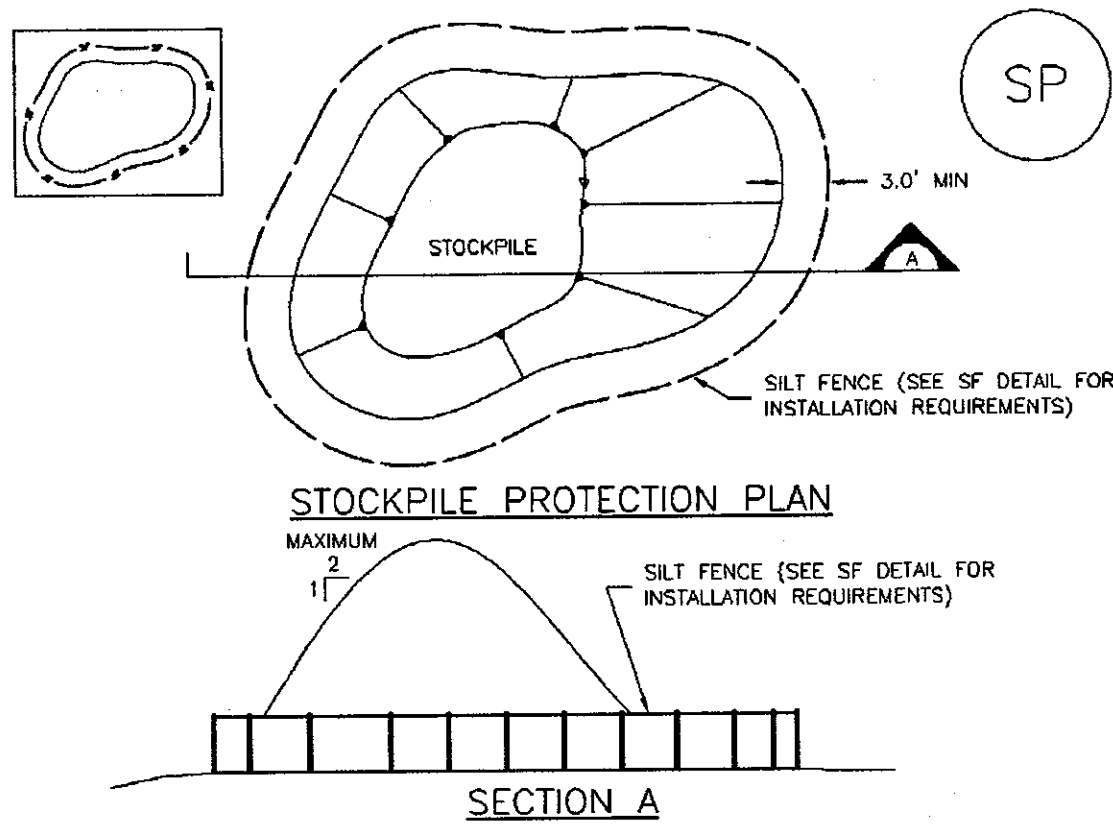 SP
3.0' MIN
STOCKPILE
A
SILT FENCE (SEE SF DETAIL FOR
INSTALLATION REQUIREMENTS)
STOCKPILE PROTECTION PLAN
MAXIMUM
2
1
SILT FENCE (SEE SF DETAIL FOR
INSTALLATION REQUIREMENTS)
SECTION A